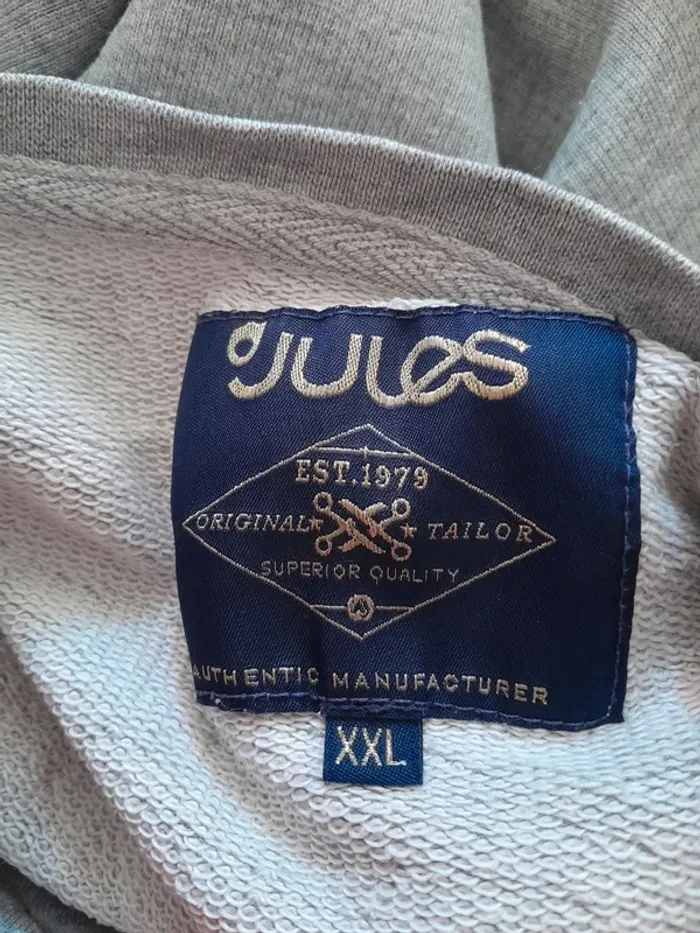 JULES
EST.1979
ORIGINAL TAILOR
SUPERIOR QUALITY
AUTHENTIC MANUFACTURER
XXL